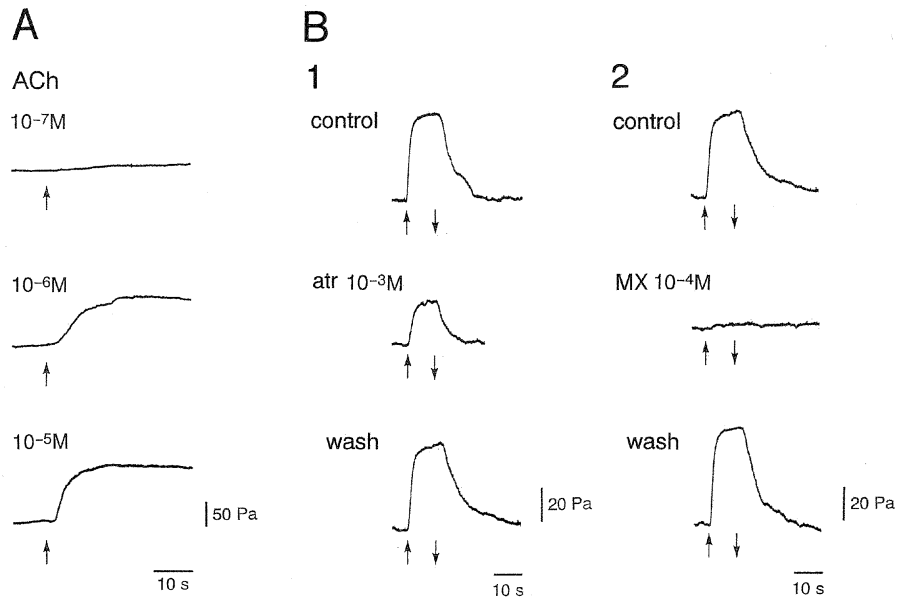 A
B
ACh
1
2
10⁻⁷M
control
control
10⁻⁶M
atr 10⁻³M
MX 10⁻⁴M
10⁻⁵M
wash
wash
50 Pa
20 Pa
20 Pa
10 s
10 s
10 s